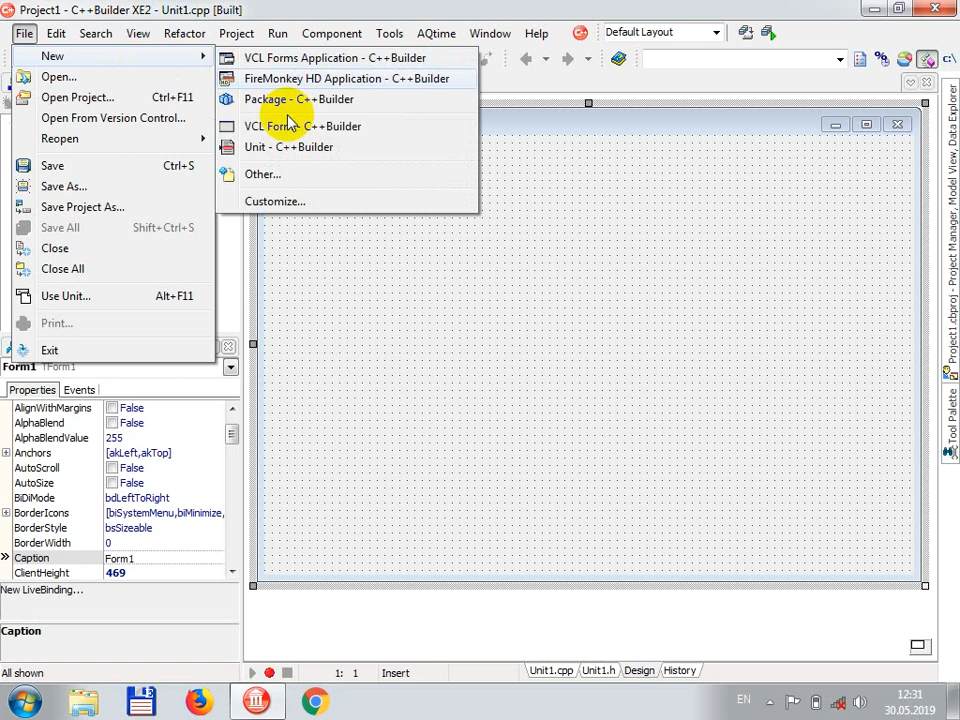 Project1 - C++Builder XE2 - Unit1.cpp [Built]
File Edit Search View Refactor Project Run Component Tools AQtime Window Help Default Layout
New
Open...
Open Project... Ctrl+F11
Open From Version Control...
Reopen
Save Ctrl+S
Save As...
Save Project As...
Save All Shift+Ctrl+S
Close
Close All
Use Unit... Alt+F11
Print...
Exit
VCL Forms Application - C++Builder
FireMonkey HD Application - C++Builder
Package - C++Builder
VCL Form - C++Builder
Unit - C++Builder
Other...
Customize...
Form1 TForm1
Properties Events
AlignWithMargins False
AlphaBlend False
AlphaBlendValue 255
Anchors [akLeft,akTop]
AutoScroll False
AutoSize False
BiDiMode bdLeftToRight
BorderIcons [biSystemMenu,biMinimize,
BorderStyle bsSizeable
BorderWidth 0
Caption Form1
ClientHeight 469
New LiveBinding...
Caption
All shown
1: 1 Insert
Unit1.cpp Unit1.h Design History
Project1.cbproj - Project Manager, Model View, Data Explorer
Tool Palette
EN
12:31
30.05.2019